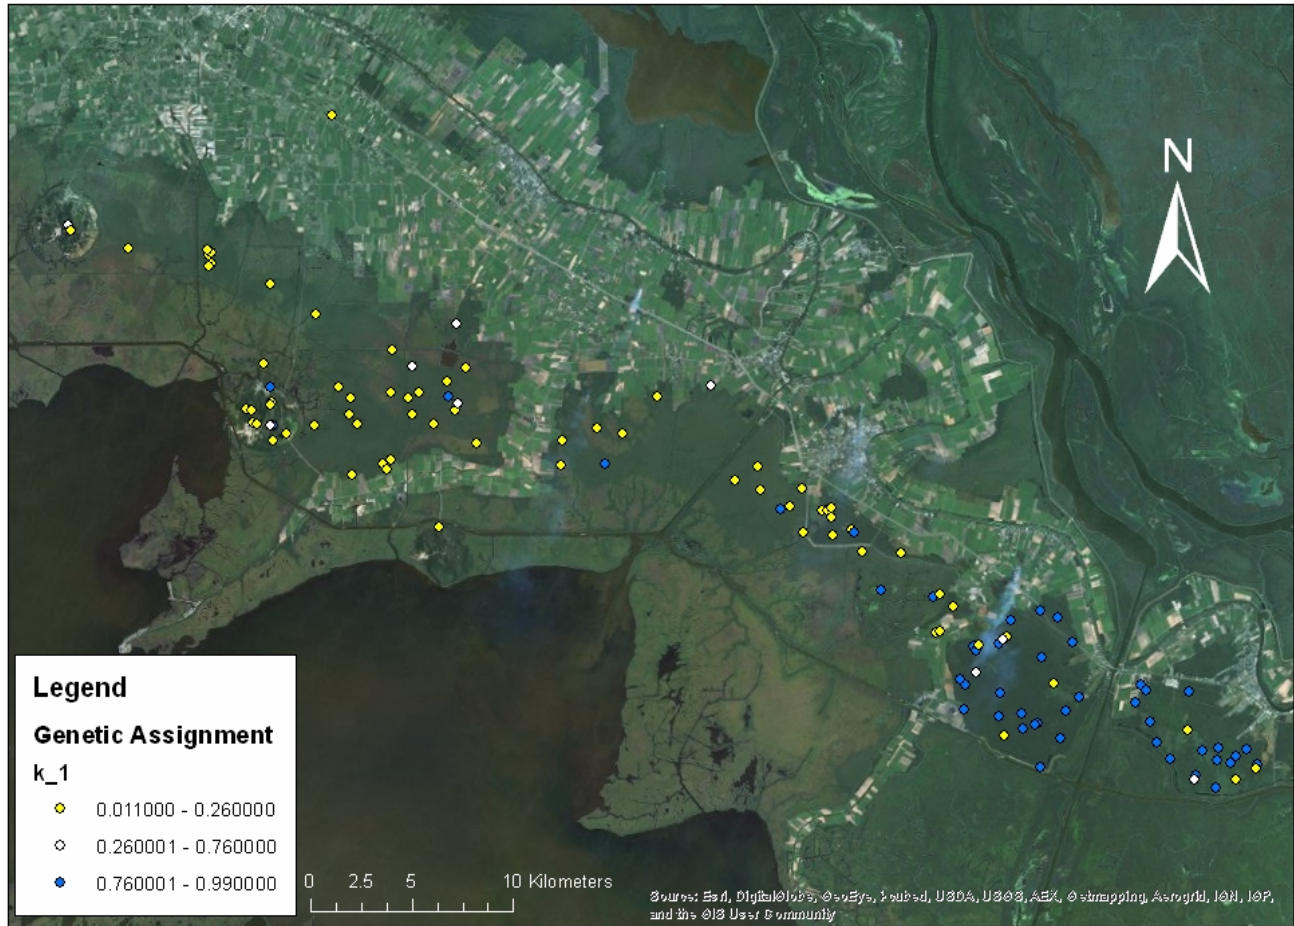 N
Legend
Genetic Assignment
k_1
0.011000 - 0.260000
0.260001 - 0.760000
0.760001 - 0.990000
0 2.5 5 10 Kilometers
Source: Esri, DigitalGlobe, GeoEye, i-cubed, USDA, USGS, AEX, Getmapping, Aerogrid, IGN, IGP,
and the GIS User Community